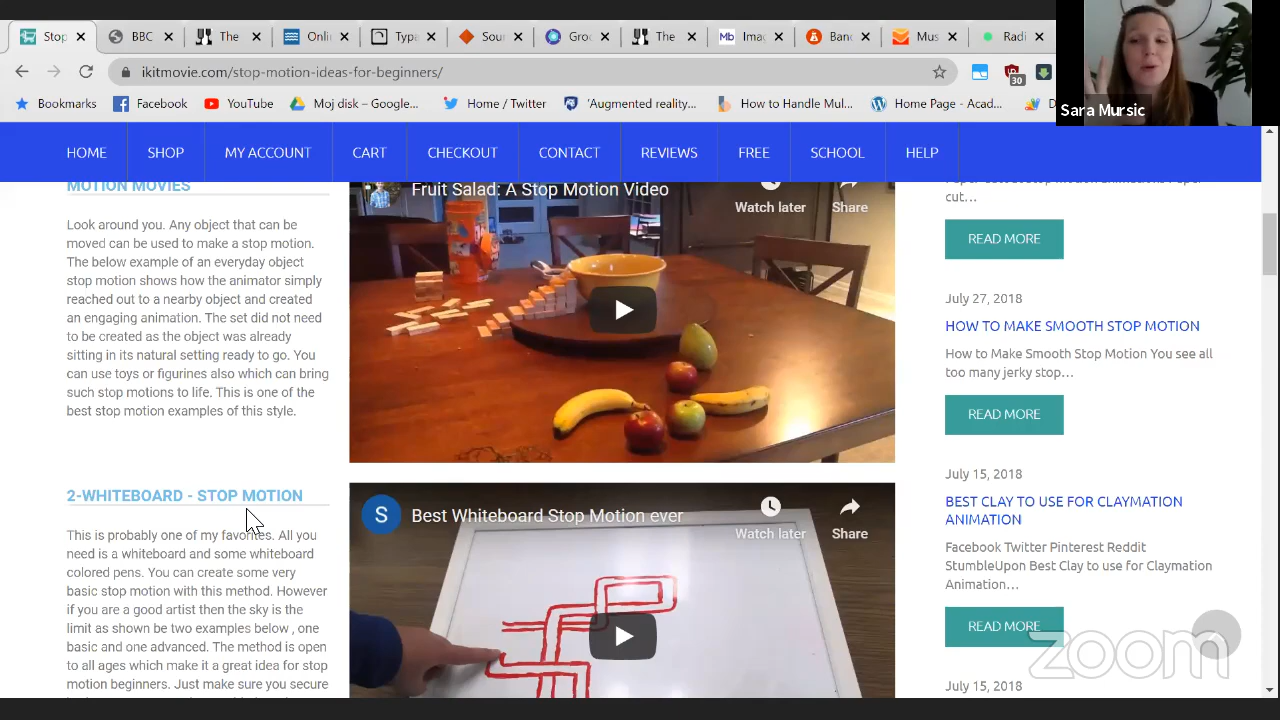 Stop
BBC
The
Onlin
Typa
Sour
Groo
The
Mb Imag
Banc
Mus
Radi
ikitmovie.com/stop-motion-ideas-for-beginners/
30
Sara Mursic
Bookmarks
Facebook
YouTube
Moj disk – Google...
Home / Twitter
'Augmented reality...
How to Handle Mul...
Home Page - Acad...
HOME
SHOP
MY ACCOUNT
CART
CHECKOUT
CONTACT
REVIEWS
FREE
SCHOOL
HELP
MOTION MOVIES
Look around you. Any object that can be
moved can be used to make a stop motion.
The below example of an everyday object
stop motion shows how the animator simply
reached out to a nearby object and created
an engaging animation. The set did not need
to be created as the object was already
sitting in its natural setting ready to go. You
can use toys or figurines also which can bring
such stop motions to life. This is one of the
best stop motion examples of this style.
2-WHITEBOARD - STOP MOTION
This is probably one of my favorites. All you
need is a whiteboard and some whiteboard
colored pens. You can create some very
basic stop motion with this method. However
if you are a good artist then the sky is the
limit as shown be two examples below , one
basic and one advanced. The method is open
to all ages which make it a great idea for stop
motion beginners. Just make sure you secure
Fruit Salad: A Stop Motion Video
Watch later
Share
S
Best Whiteboard Stop Motion ever
Watch later
Share
cut…
READ MORE
July 27, 2018
HOW TO MAKE SMOOTH STOP MOTION
How to Make Smooth Stop Motion You see all
too many jerky stop…
READ MORE
July 15, 2018
BEST CLAY TO USE FOR CLAYMATION
ANIMATION
Facebook Twitter Pinterest Reddit
StumbleUpon Best Clay to use for Claymation
Animation…
READ MORE
July 15, 2018
zoom